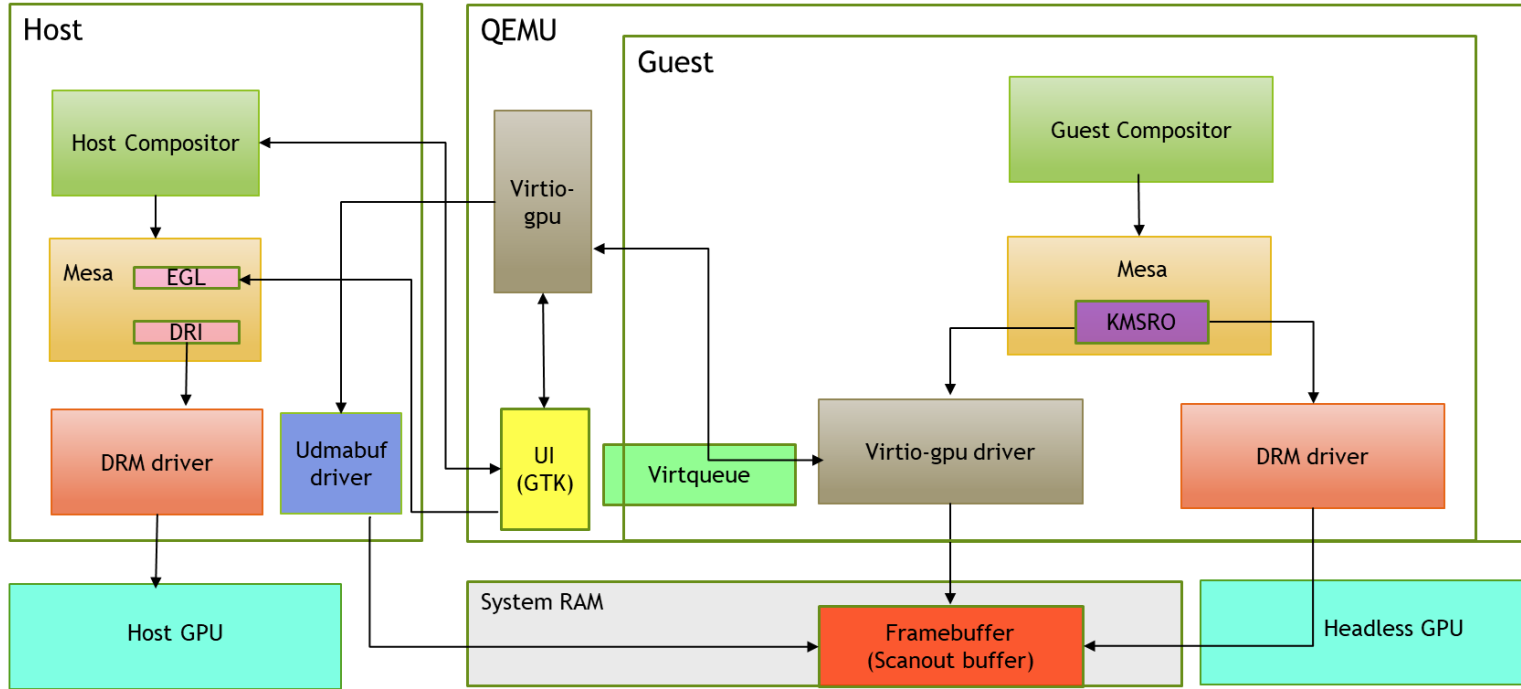 Host
QEMU
Guest
Host Compositor
Virtio-
gpu
Guest Compositor
Mesa
EGL
DRI
Mesa
KMSRO
DRM driver
Udmabuf
driver
UI
(GTK)
Virtqueue
Virtio-gpu driver
DRM driver
Host GPU
System RAM
Framebuffer
(Scanout buffer)
Headless GPU